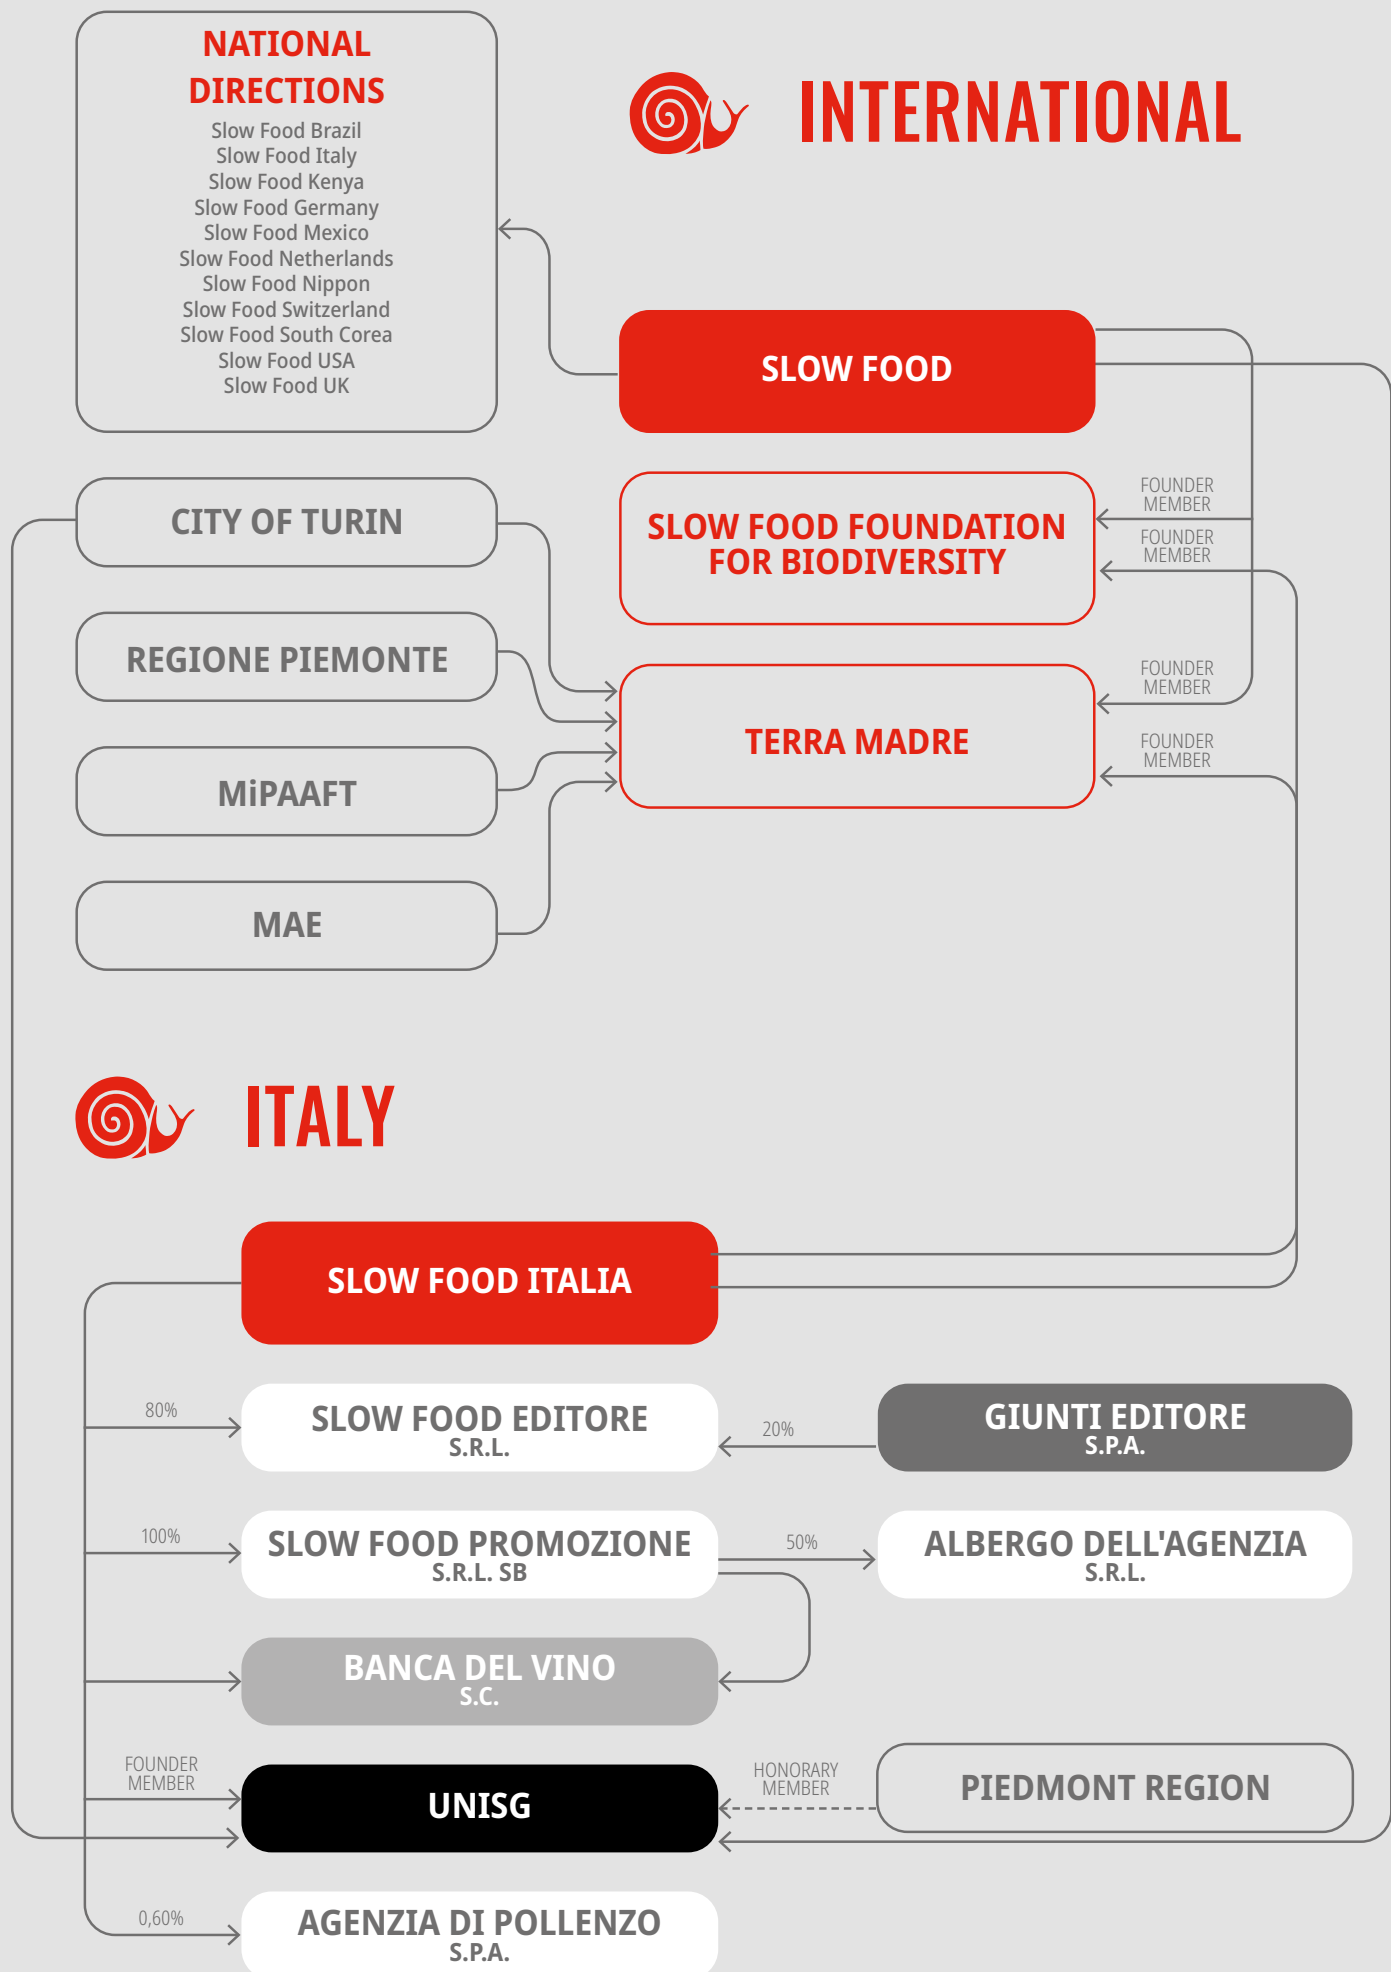 NATIONAL
DIRECTIONS
Slow Food Brazil
Slow Food Italy
Slow Food Kenya
Slow Food Germany
Slow Food Mexico
Slow Food Netherlands
Slow Food Nippon
Slow Food Switzerland
Slow Food South Corea
Slow Food USA
Slow Food UK
INTERNATIONAL
SLOW FOOD
CITY OF TURIN
SLOW FOOD FOUNDATION
FOR BIODIVERSITY
FOUNDER
MEMBER
FOUNDER
MEMBER
REGIONE PIEMONTE
TERRA MADRE
FOUNDER
MEMBER
FOUNDER
MEMBER
MiPAAFT
MAE
ITALY
SLOW FOOD ITALIA
80%
SLOW FOOD EDITORE
S.R.L.
20%
GIUNTI EDITORE
S.P.A.
100%
SLOW FOOD PROMOZIONE
S.R.L. SB
50%
ALBERGO DELL'AGENZIA
S.R.L.
BANCA DEL VINO
S.C.
FOUNDER
MEMBER
UNISG
HONORARY
MEMBER
PIEDMONT REGION
0,60%
AGENZIA DI POLLENZO
S.P.A.